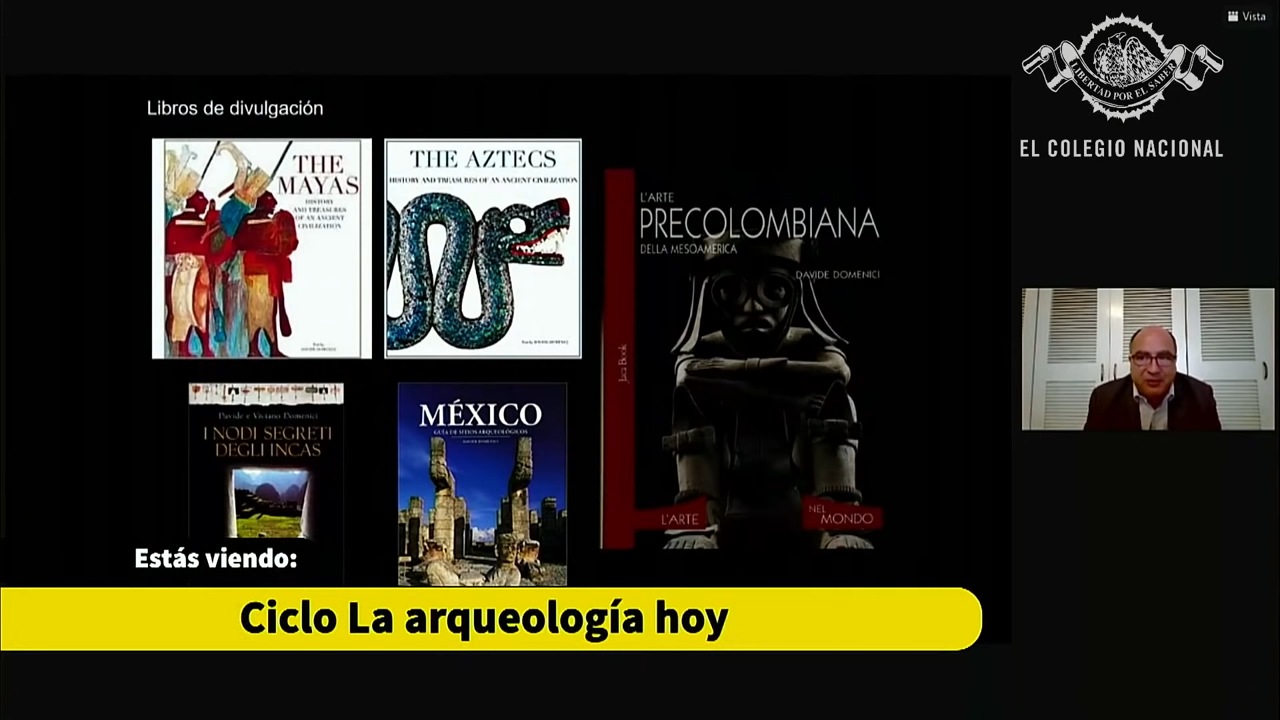 Vista
LIBERTAD POR EL SABER
EL COLEGIO NACIONAL
Libros de divulgación
THE
MAYAS
HISTORY
AND TREASURES
OF AN ANCIENT
CIVILIZATION
THE AZTECS
HISTORY AND TREASURES OF AN ANCIENT CIVILIZATION
L'ARTE
PRECOLOMBIANA
DELLA MESOAMERICA
DAVIDE DOMENICI
Jaca Book
L'ARTE
NEL
MONDO
Davide e Viviano Domenici
I NODI SEGRETI
DEGLI INCAS
MÉXICO
GUÍA DE SITIOS ARQUEOLÓGICOS
Estás viendo:
Ciclo La arqueología hoy